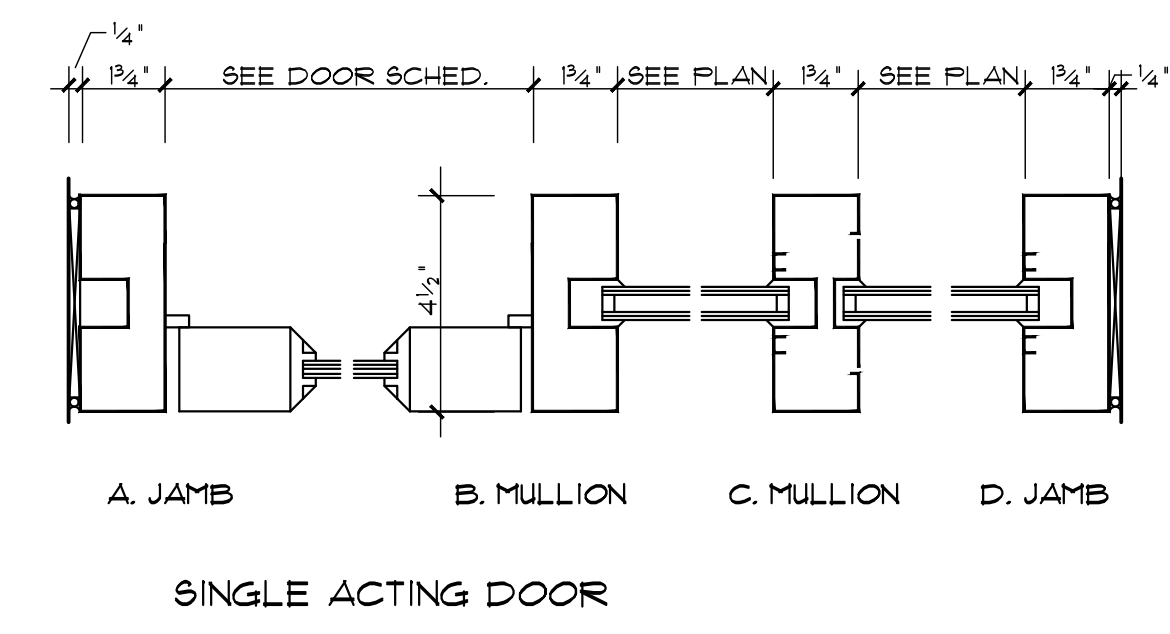 1/4"
1 3/4" SEE DOOR SCHED. 1 3/4" SEE PLAN 1 3/4" SEE PLAN 1 3/4" 1/4"
4 1/2"
A. JAMB B. MULLION C. MULLION D. JAMB
SINGLE ACTING DOOR